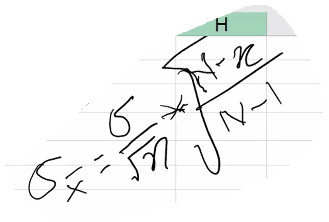 H
σx̄ = σ/√n * √(N-n)/(N-1)